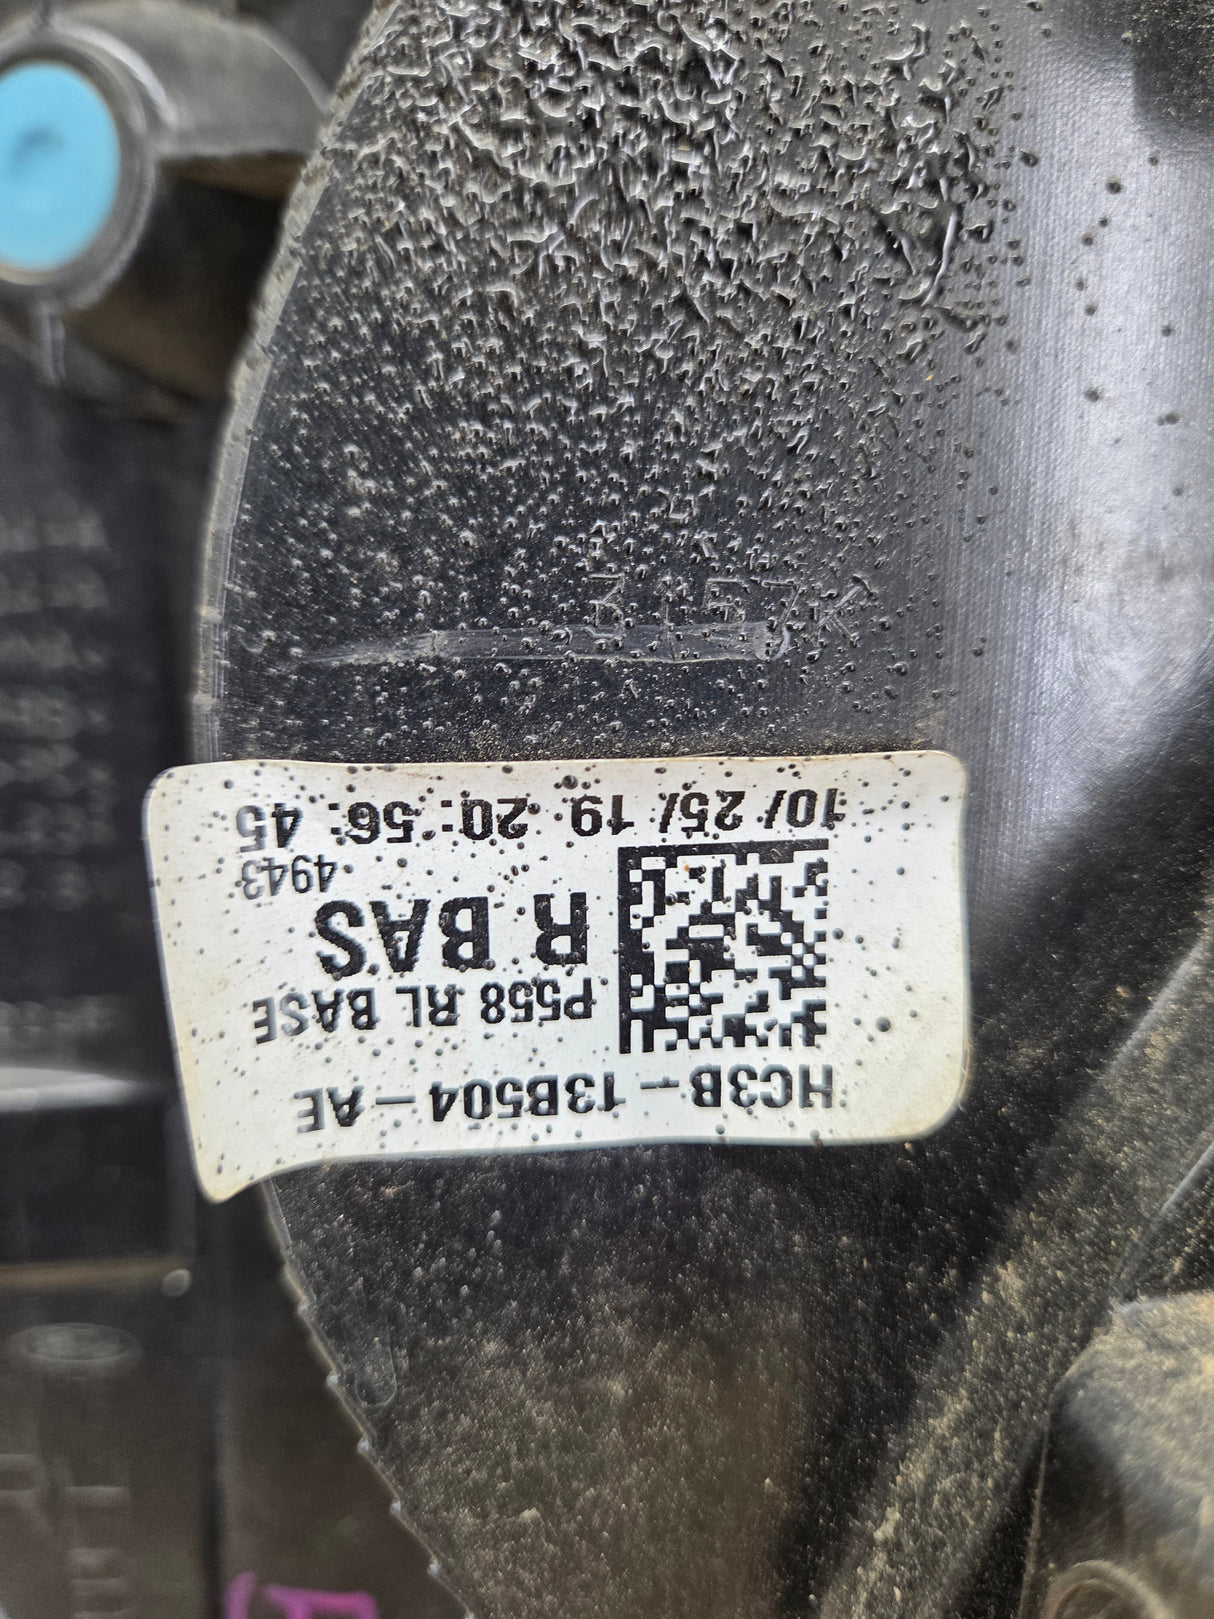 HC3B-13B504-AE
P558 RL BASE
R BAS
4943
10/25/19 20:56:45